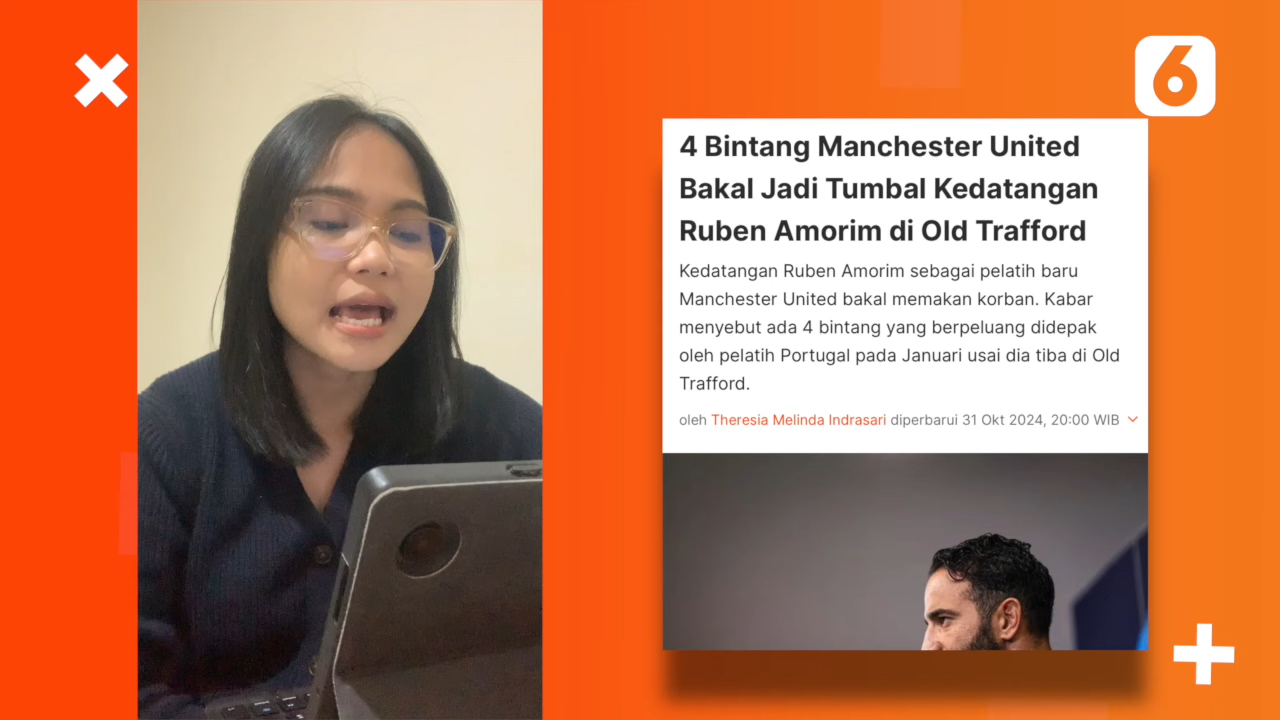 6
4 Bintang Manchester United
Bakal Jadi Tumbal Kedatangan
Ruben Amorim di Old Trafford
Kedatangan Ruben Amorim sebagai pelatih baru
Manchester United bakal memakan korban. Kabar
menyebut ada 4 bintang yang berpeluang didepak
oleh pelatih Portugal pada Januari usai dia tiba di Old
Trafford.
oleh Theresia Melinda Indrasari diperbarui 31 Okt 2024, 20:00 WIB